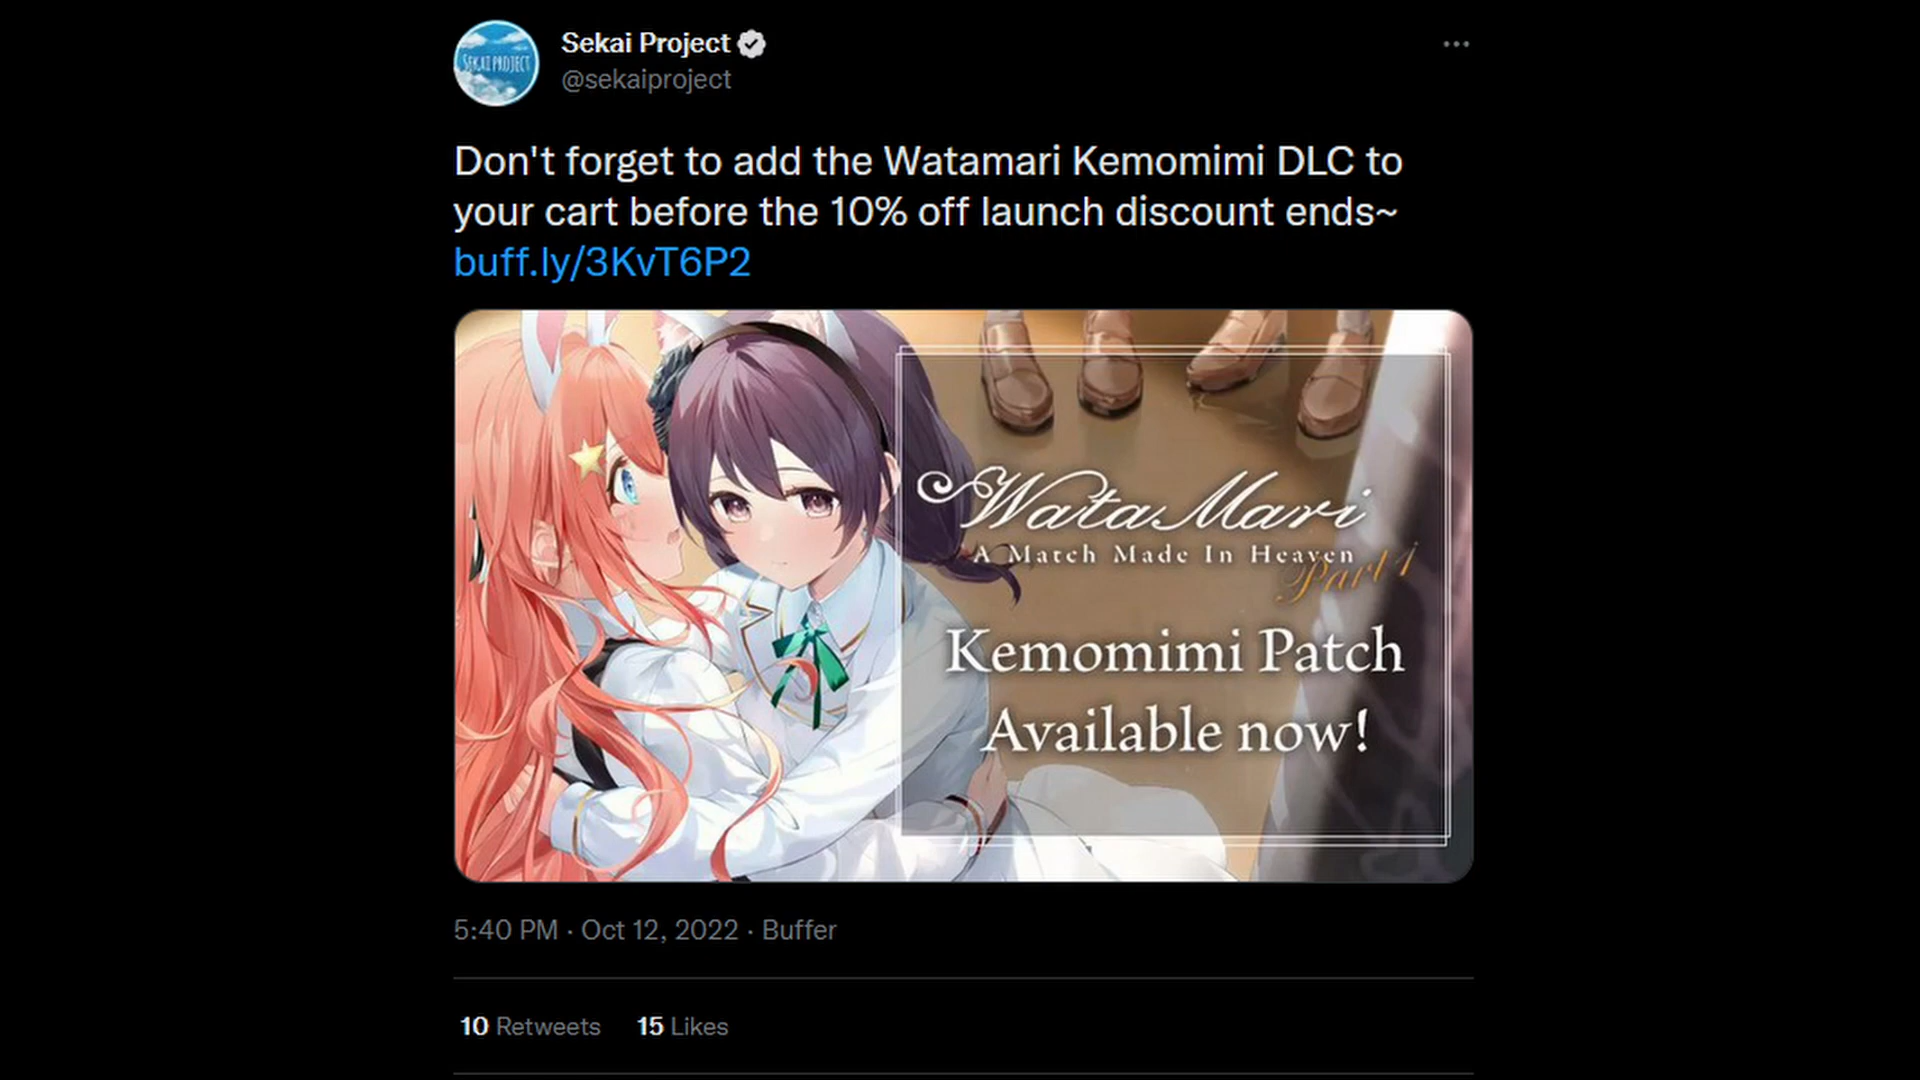 SEKAI PROJECT
Sekai Project
@sekaiproject
Don't forget to add the Watamari Kemomimi DLC to
your cart before the 10% off launch discount ends~
buff.ly/3KvT6P2
WataMari
A Match Made In Heaven
Part 1
Kemomimi Patch
Available now!
5:40 PM · Oct 12, 2022 · Buffer
10 Retweets 15 Likes